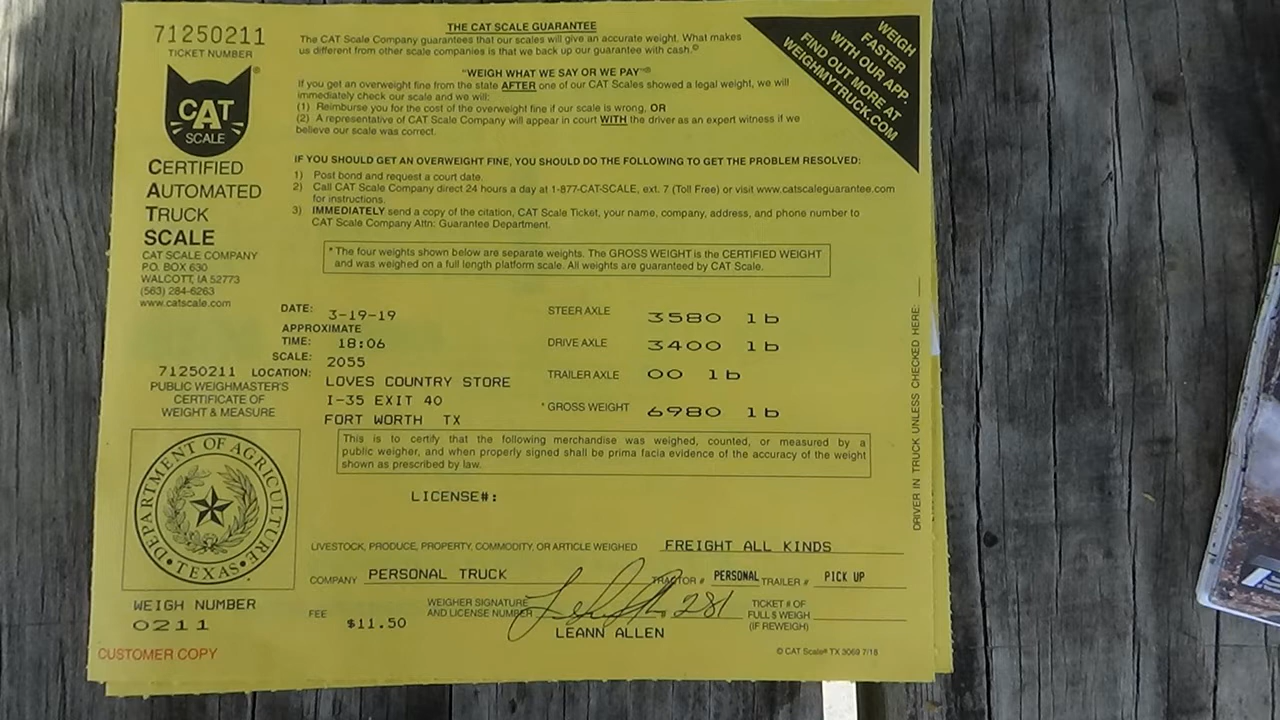 71250211
TICKET NUMBER
CAT
SCALE
®
CERTIFIED
AUTOMATED
TRUCK
SCALE
CAT SCALE COMPANY
P.O. BOX 630
WALCOTT, IA 52773
(563) 284-6263
www.catscale.com
THE CAT SCALE GUARANTEE
The CAT Scale Company guarantees that our scales will give an accurate weight. What makes
us different from other scale companies is that we back up our guarantee with cash.©
"WEIGH WHAT WE SAY OR WE PAY"®
If you get an overweight fine from the state AFTER one of our CAT Scales showed a legal weight, we will
immediately check our scale and we will:
(1) Reimburse you for the cost of the overweight fine if our scale is wrong, OR
(2) A representative of CAT Scale Company will appear in court WITH the driver as an expert witness if we
believe our scale was correct.
WEIGH
FASTER
WITH OUR APP.
FIND OUT MORE AT
WEIGHMYTRUCK.COM
IF YOU SHOULD GET AN OVERWEIGHT FINE, YOU SHOULD DO THE FOLLOWING TO GET THE PROBLEM RESOLVED:
1) Post bond and request a court date.
2) Call CAT Scale Company direct 24 hours a day at 1-877-CAT-SCALE, ext. 7 (Toll Free) or visit www.catscaleguarantee.com
for instructions.
3) IMMEDIATELY send a copy of the citation, CAT Scale Ticket, your name, company, address, and phone number to
CAT Scale Company Attn: Guarantee Department.
* The four weights shown below are separate weights. The GROSS WEIGHT is the CERTIFIED WEIGHT
and was weighed on a full length platform scale. All weights are guaranteed by CAT Scale.
DATE: 3-19-19
APPROXIMATE
TIME: 18:06
SCALE: 2055
71250211 LOCATION: LOVES COUNTRY STORE
I-35 EXIT 40
FORT WORTH TX
PUBLIC WEIGHMASTER'S
CERTIFICATE OF
WEIGHT & MEASURE
STEER AXLE 3580 lb
DRIVE AXLE 3400 lb
TRAILER AXLE 00 lb
* GROSS WEIGHT 6980 lb
DRIVER IN TRUCK UNLESS CHECKED HERE:
This is to certify that the following merchandise was weighed, counted, or measured by a
public weigher, and when properly signed shall be prima facia evidence of the accuracy of the weight
shown as prescribed by law.
DEPARTMENT OF AGRICULTURE
• TEXAS •
LICENSE#:
LIVESTOCK, PRODUCE, PROPERTY, COMMODITY, OR ARTICLE WEIGHED FREIGHT ALL KINDS
COMPANY PERSONAL TRUCK TRACTOR # PERSONAL TRAILER # PICK UP
WEIGH NUMBER
0211
FEE $11.50
WEIGHER SIGNATURE
AND LICENSE NUMBER
281
LEANN ALLEN
TICKET # OF
FULL $ WEIGH
(IF REWEIGH)
CUSTOMER COPY
© CAT Scale® TX 3069 7/18